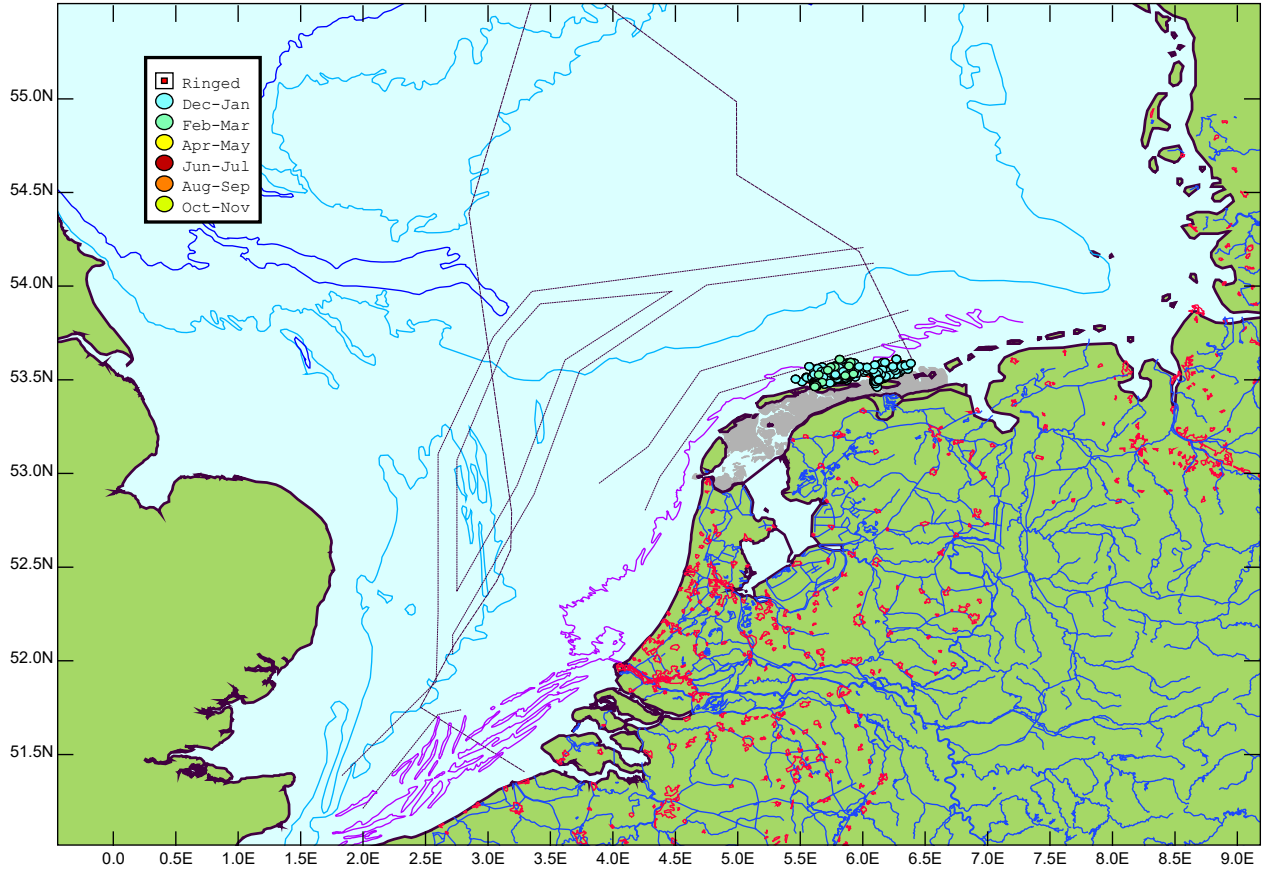 Ringed
Dec-Jan
Feb-Mar
Apr-May
Jun-Jul
Aug-Sep
Oct-Nov
55.0N
54.5N
54.0N
53.5N
53.0N
52.5N
52.0N
51.5N
0.0 0.5E 1.0E 1.5E 2.0E 2.5E 3.0E 3.5E 4.0E 4.5E 5.0E 5.5E 6.0E 6.5E 7.0E 7.5E 8.0E 8.5E 9.0E